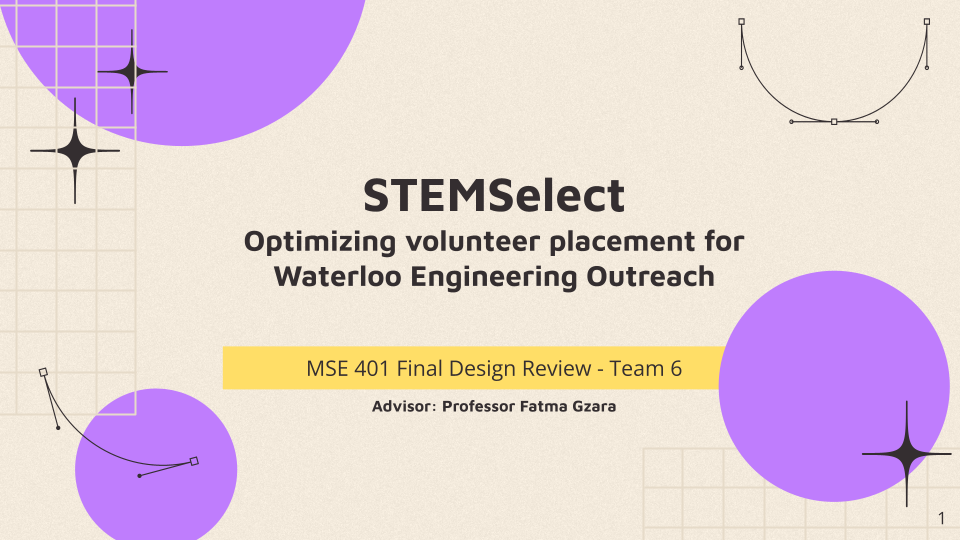 STEMSelect
Optimizing volunteer placement for
Waterloo Engineering Outreach
MSE 401 Final Design Review - Team 6
Advisor: Professor Fatma Gzara
1